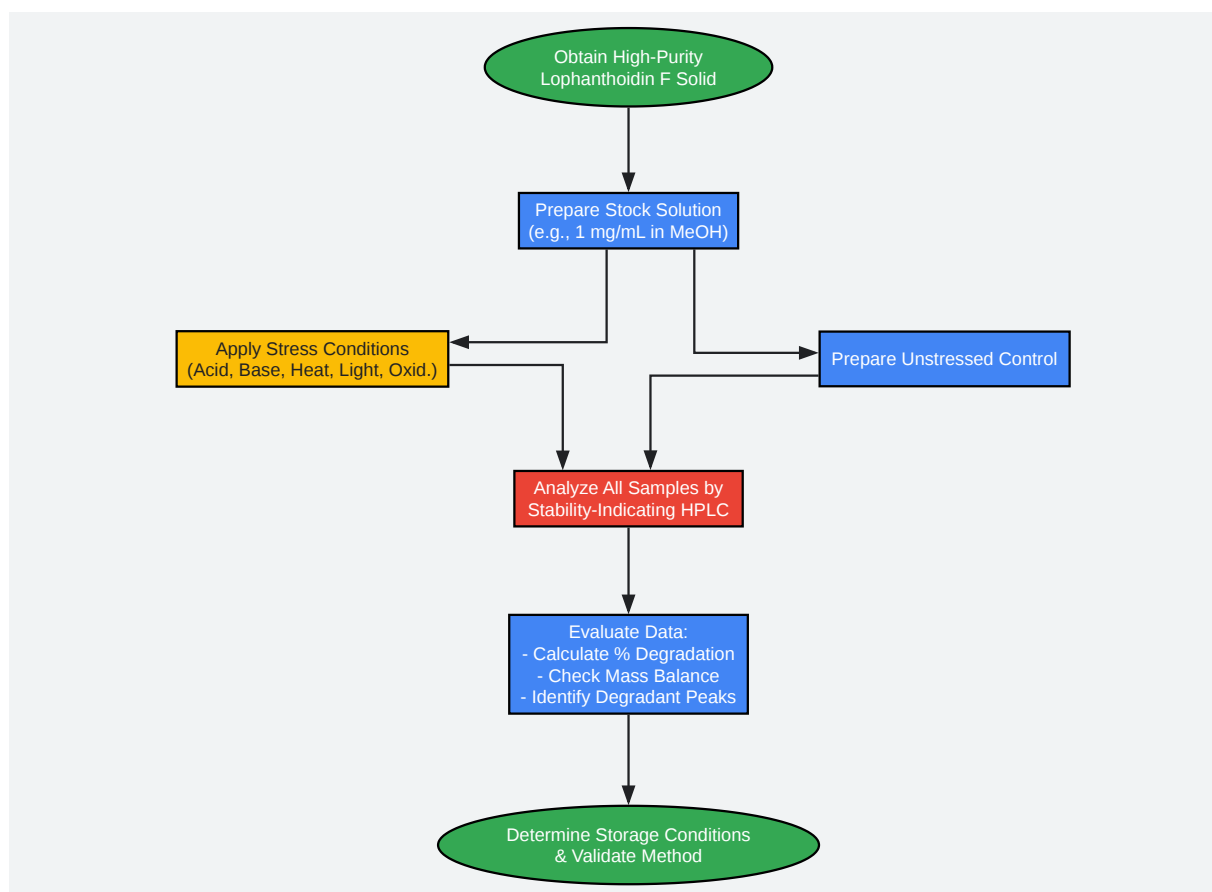 Obtain High-Purity
Lophanthoidin F Solid
Prepare Stock Solution
(e.g., 1 mg/mL in MeOH)
Apply Stress Conditions
(Acid, Base, Heat, Light, Oxid.)
Prepare Unstressed Control
Analyze All Samples by
Stability-Indicating HPLC
Evaluate Data:
- Calculate % Degradation
- Check Mass Balance
- Identify Degradant Peaks
Determine Storage Conditions
& Validate Method